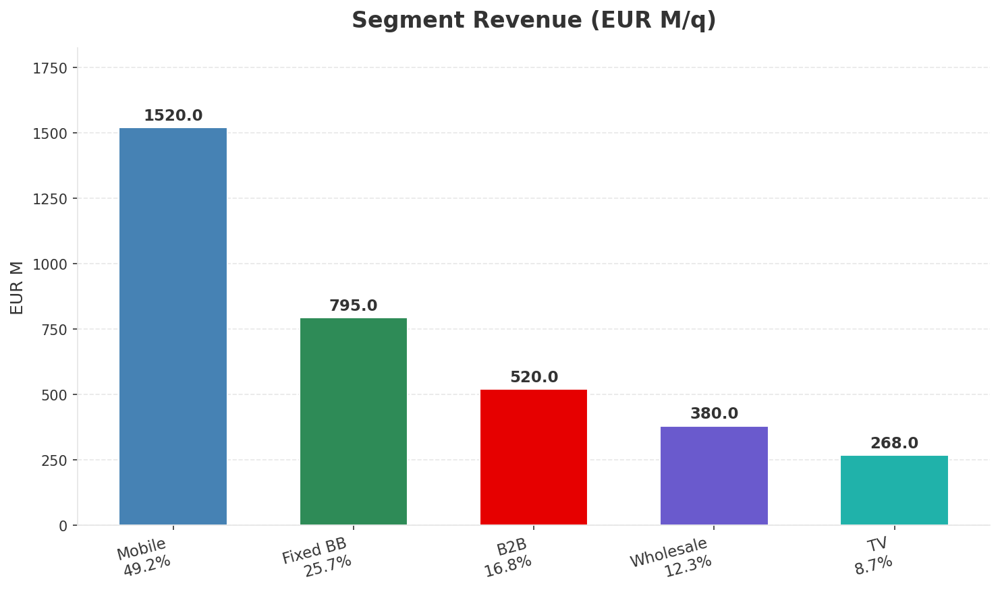 Segment Revenue (EUR M/q)
EUR M
1750
1500
1250
1000
750
500
250
0
1520.0
795.0
520.0
380.0
268.0
Mobile
49.2%
Fixed BB
25.7%
B2B
16.8%
Wholesale
12.3%
TV
8.7%